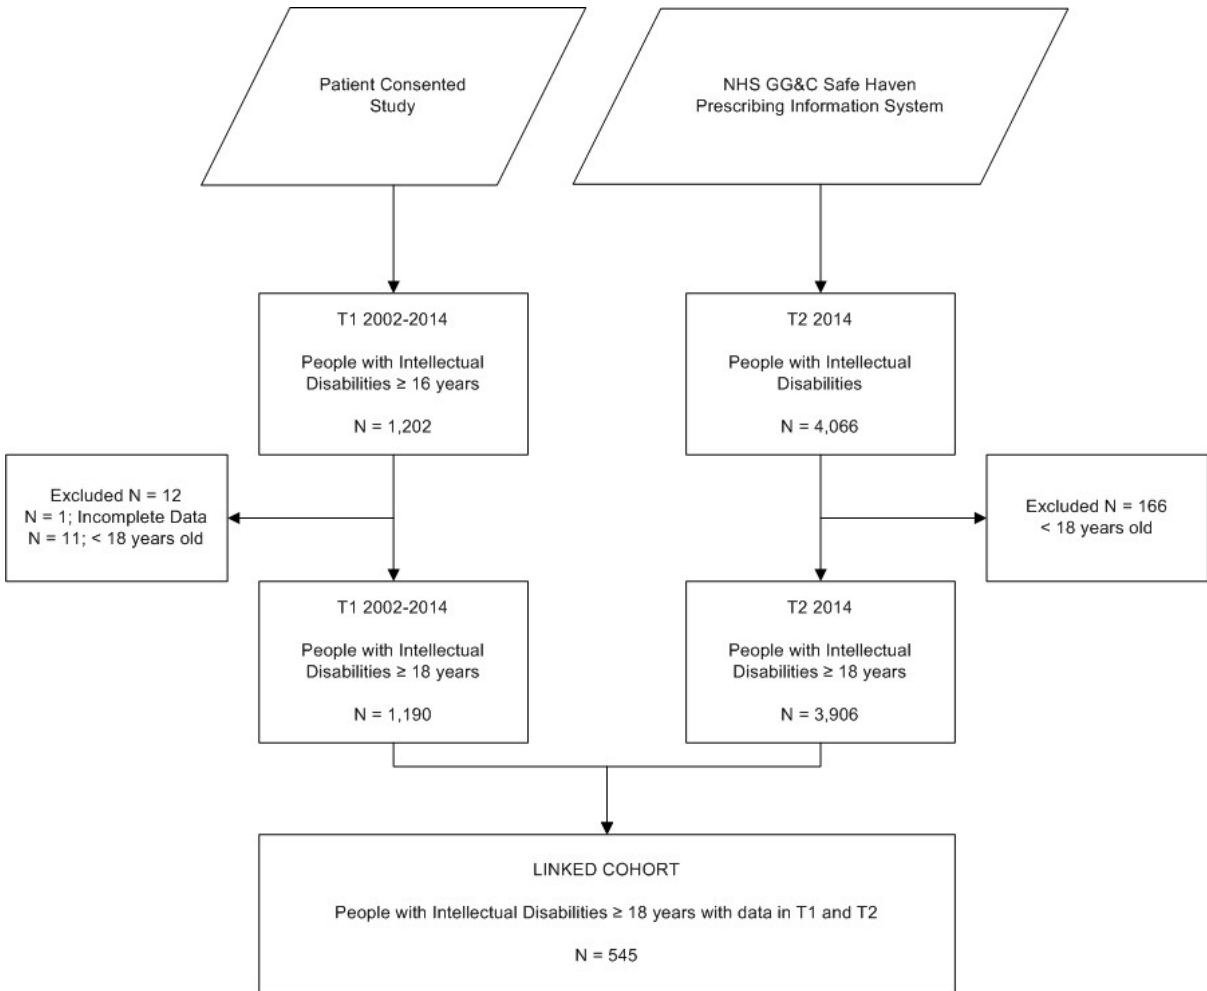 Patient Consented
Study
NHS GG&C Safe Haven
Prescribing Information System
T1 2002-2014
People with Intellectual
Disabilities ≥ 16 years
N = 1,202
T2 2014
People with Intellectual
Disabilities
N = 4,066
Excluded N = 12
N = 1; Incomplete Data
N = 11; < 18 years old
Excluded N = 166
< 18 years old
T1 2002-2014
People with Intellectual
Disabilities ≥ 18 years
N = 1,190
T2 2014
People with Intellectual
Disabilities ≥ 18 years
N = 3,906
LINKED COHORT
People with Intellectual Disabilities ≥ 18 years with data in T1 and T2
N = 545